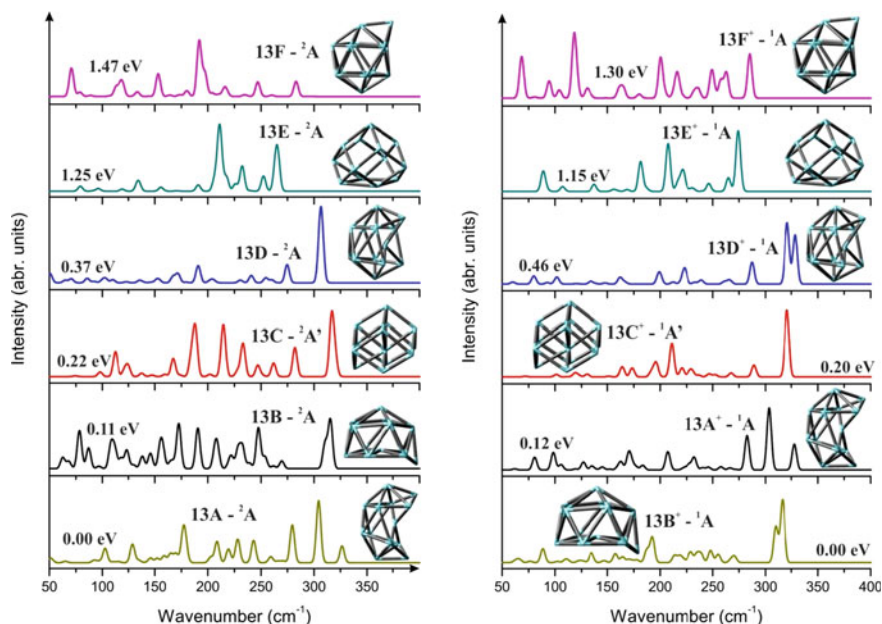 13F - ²A
1.47 eV
13E - ²A
1.25 eV
13D - ²A
0.37 eV
13C - ²A'
0.22 eV
13B - ²A
0.11 eV
13A - ²A
0.00 eV
50 100 150 200 250 300 350
Wavenumber (cm⁻¹)
Intensity (abr. units)
13F⁺ - ¹A
1.30 eV
13E⁺ - ¹A
1.15 eV
13D⁺ - ¹A
0.46 eV
13C⁺ - ¹A'
0.20 eV
13A⁺ - ¹A
0.12 eV
13B⁺ - ¹A
0.00 eV
50 100 150 200 250 300 350 400
Wavenumber (cm⁻¹)
Intensity (abr. units)